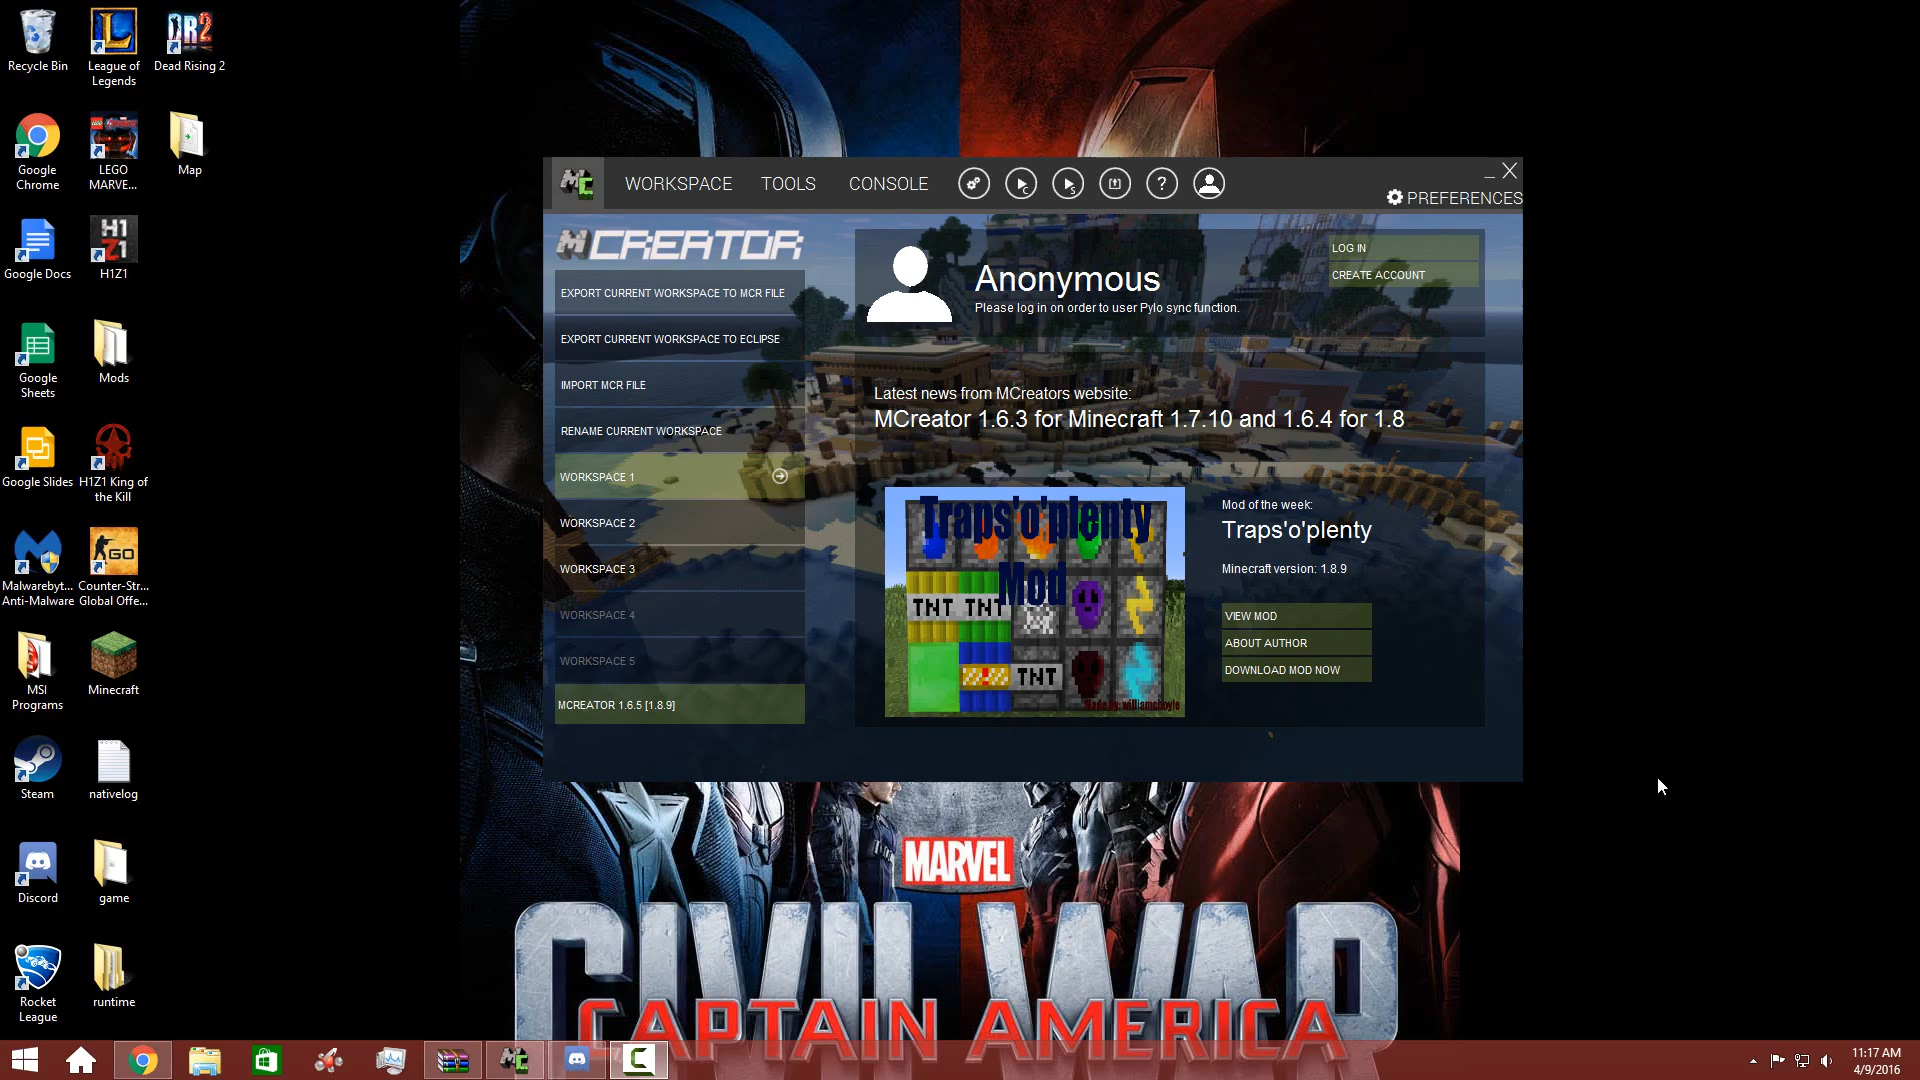 Recycle Bin
League of
Legends
DR2
Dead Rising 2
Google
Chrome
LEGO
MARVE...
Map
Google Docs
H1
Z1
H1Z1
Google
Sheets
Mods
Google Slides
H1Z1 King of
the Kill
Malwarebyt...
Anti-Malware
GO
Counter-Str...
Global Offe...
MSI
Programs
Minecraft
Steam
nativelog
Discord
game
Rocket
League
runtime
WORKSPACE
TOOLS
CONSOLE
PREFERENCES
MCREATOR
EXPORT CURRENT WORKSPACE TO MCR FILE
EXPORT CURRENT WORKSPACE TO ECLIPSE
IMPORT MCR FILE
RENAME CURRENT WORKSPACE
WORKSPACE 1
WORKSPACE 2
WORKSPACE 3
WORKSPACE 4
WORKSPACE 5
MCREATOR 1.6.5 [1.8.9]
Anonymous
Please log in on order to user Pylo sync function.
LOG IN
CREATE ACCOUNT
Latest news from MCreators website:
MCreator 1.6.3 for Minecraft 1.7.10 and 1.6.4 for 1.8
Traps'o'plenty
Mod
TNT
TNT
TNT
Mod of the week:
Traps'o'plenty
Minecraft version: 1.8.9
VIEW MOD
ABOUT AUTHOR
DOWNLOAD MOD NOW
MARVEL
CIVIL WAR
CAPTAIN AMERICA
11:17 AM
4/9/2016